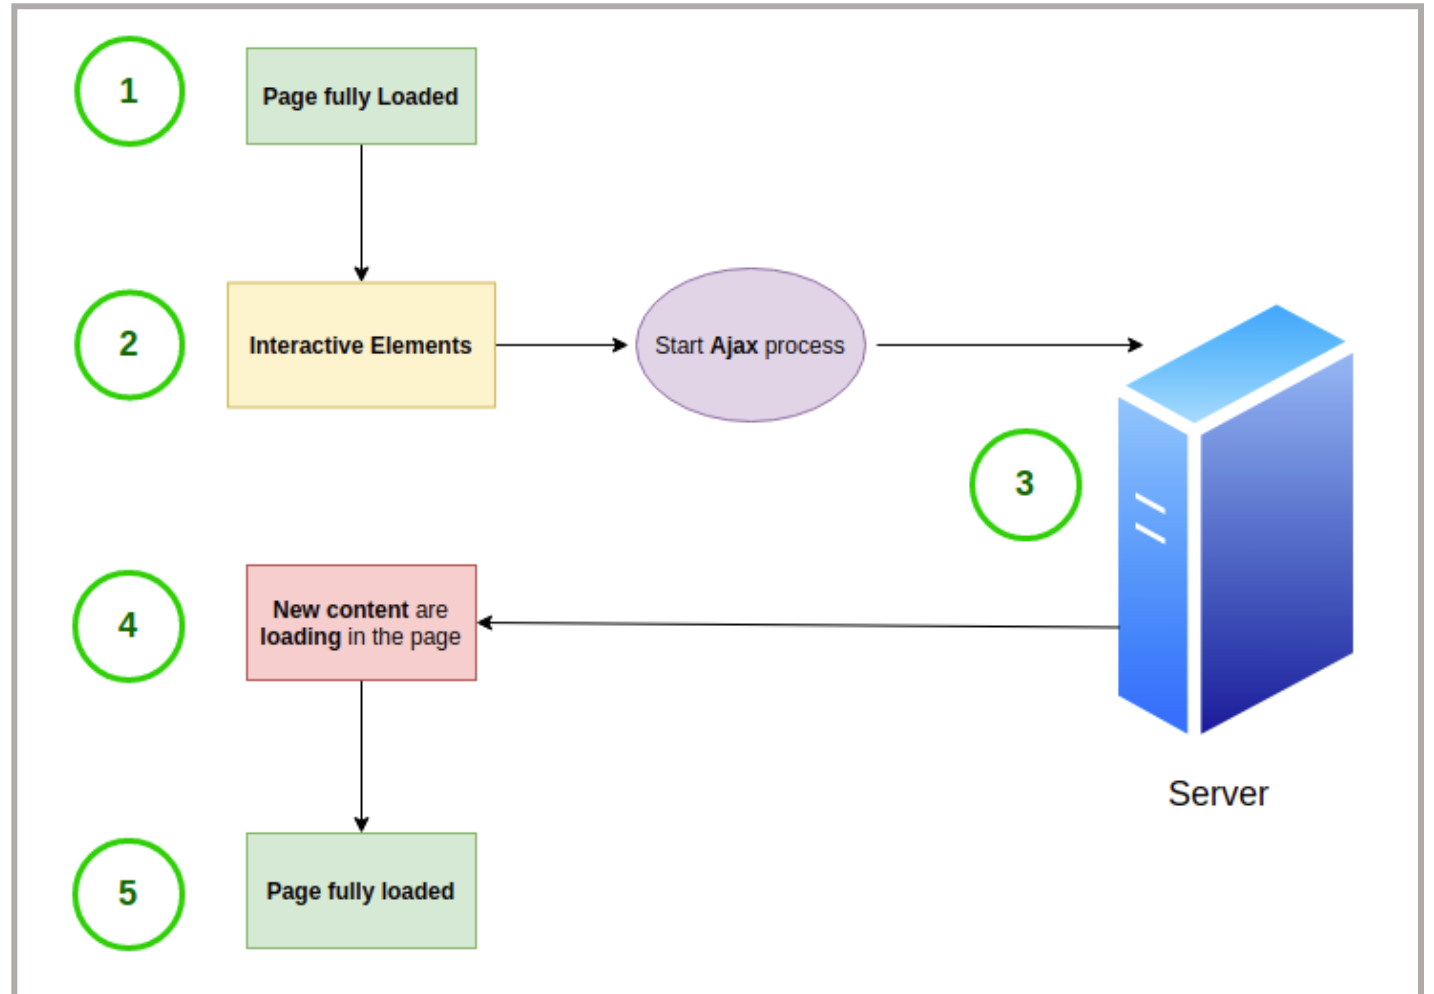 1
Page fully Loaded
2
Interactive Elements
Start Ajax process
3
4
New content are
loading in the page
Server
5
Page fully loaded